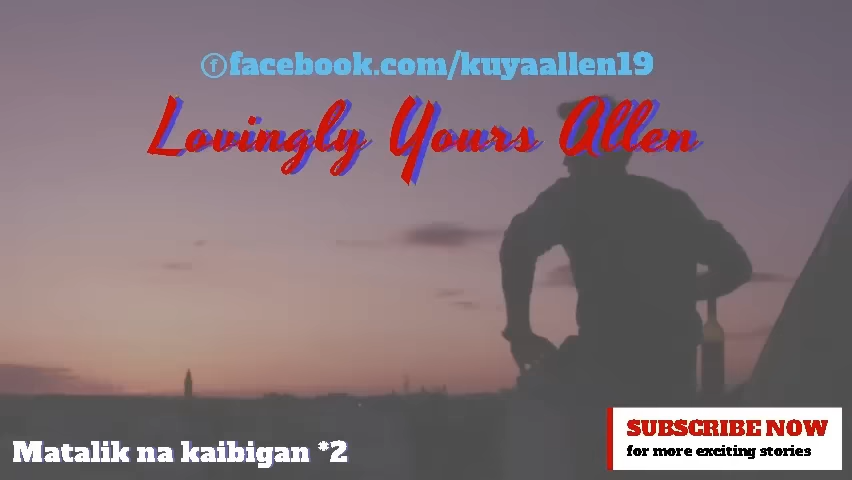 facebook.com/kuyaallen19
Lovingly Yours Allen
Matalik na kaibigan *2
SUBSCRIBE NOW
for more exciting stories